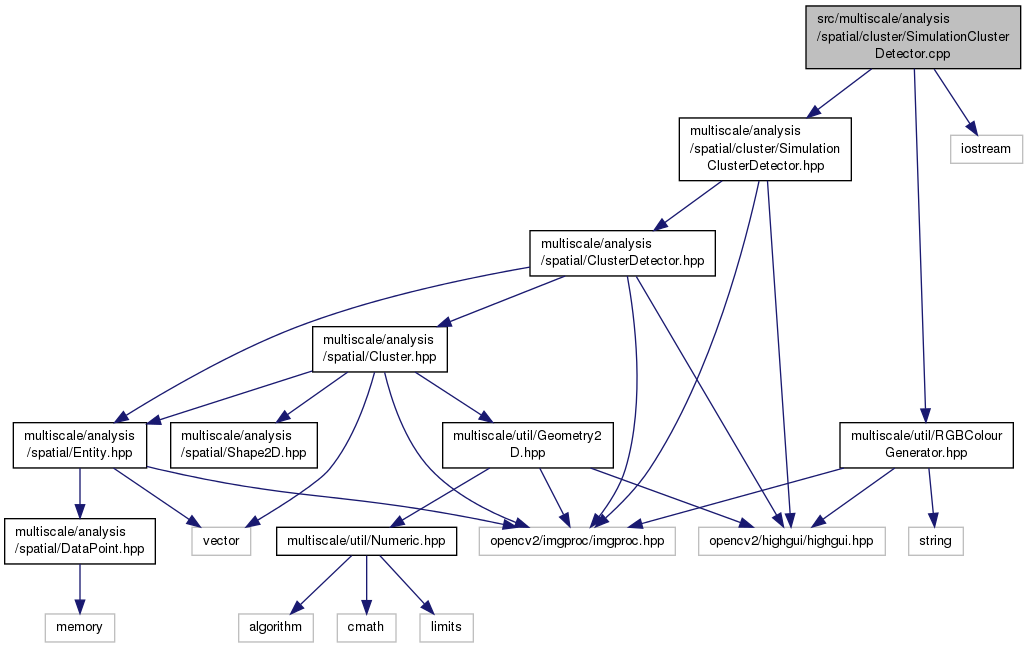 src/multiscale/analysis
/spatial/cluster/SimulationCluster
Detector.cpp
multiscale/analysis
/spatial/cluster/Simulation
ClusterDetector.hpp
iostream
multiscale/analysis
/spatial/ClusterDetector.hpp
multiscale/analysis
/spatial/Cluster.hpp
multiscale/analysis
/spatial/Entity.hpp
multiscale/analysis
/spatial/Shape2D.hpp
multiscale/util/Geometry2
D.hpp
multiscale/util/RGBColour
Generator.hpp
multiscale/analysis
/spatial/DataPoint.hpp
vector
multiscale/util/Numeric.hpp
opencv2/imgproc/imgproc.hpp
opencv2/highgui/highgui.hpp
string
memory
algorithm
cmath
limits